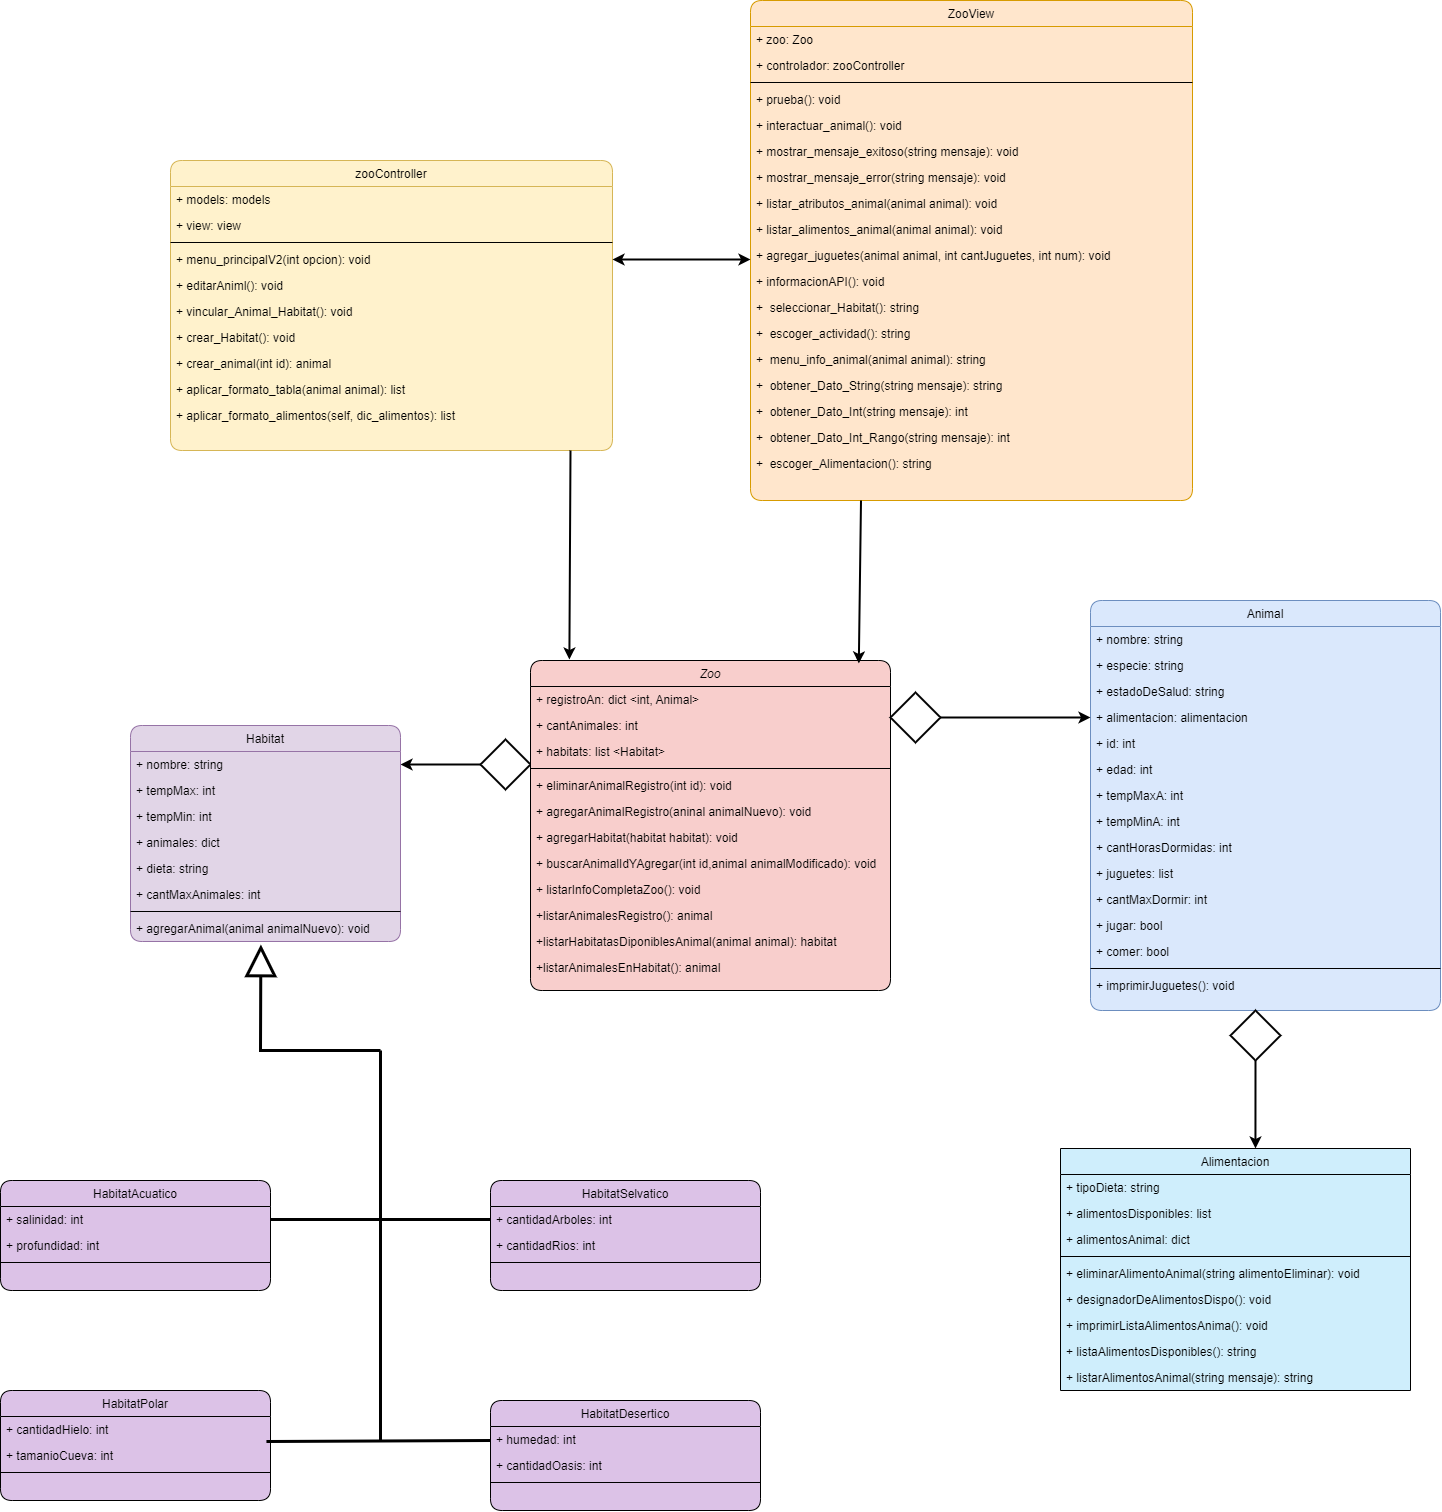 ZooView
+ zoo: Zoo
+ controlador: zooController
+ prueba(): void
+ interactuar_animal(): void
+ mostrar_mensaje_exitoso(string mensaje): void
+ mostrar_mensaje_error(string mensaje): void
+ listar_atributos_animal(animal animal): void
+ listar_alimentos_animal(animal animal): void
+ agregar_juguetes(animal animal, int cantJuguetes, int num): void
+ informacionAPI(): void
+ seleccionar_Habitat(): string
+ escoger_actividad(): string
+ menu_info_animal(animal animal): string
+ obtener_Dato_String(string mensaje): string
+ obtener_Dato_Int(string mensaje): int
+ obtener_Dato_Int_Rango(string mensaje): int
+ escoger_Alimentacion(): string
zooController
+ models: models
+ view: view
+ menu_principalV2(int opcion): void
+ editarAniml(): void
+ vincular_Animal_Habitat(): void
+ crear_Habitat(): void
+ crear_animal(int id): animal
+ aplicar_formato_tabla(animal animal): list
+ aplicar_formato_alimentos(self, dic_alimentos): list
Zoo
+ registroAn: dict <int, Animal>
+ cantAnimales: int
+ habitats: list <Habitat>
+ eliminarAnimalRegistro(int id): void
+ agregarAnimalRegistro(aninal animalNuevo): void
+ agregarHabitat(habitat habitat): void
+ buscarAnimalIdYAgregar(int id,animal animalModificado): void
+ listarInfoCompletaZoo(): void
+listarAnimalesRegistro(): animal
+listarHabitatasDiponiblesAnimal(animal animal): habitat
+listarAnimalesEnHabitat(): animal
Habitat
+ nombre: string
+ tempMax: int
+ tempMin: int
+ animales: dict
+ dieta: string
+ cantMaxAnimales: int
+ agregarAnimal(animal animalNuevo): void
Animal
+ nombre: string
+ especie: string
+ estadoDeSalud: string
+ alimentacion: alimentacion
+ id: int
+ edad: int
+ tempMaxA: int
+ tempMinA: int
+ cantHorasDormidas: int
+ juguetes: list
+ cantMaxDormir: int
+ jugar: bool
+ comer: bool
+ imprimirJuguetes(): void
Alimentacion
+ tipoDieta: string
+ alimentosDisponibles: list
+ alimentosAnimal: dict
+ eliminarAlimentoAnimal(string alimentoEliminar): void
+ designadorDeAlimentosDispo(): void
+ imprimirListaAlimentosAnima(): void
+ listaAlimentosDisponibles(): string
+ listarAlimentosAnimal(string mensaje): string
HabitatAcuatico
+ salinidad: int
+ profundidad: int
HabitatSelvatico
+ cantidadArboles: int
+ cantidadRios: int
HabitatPolar
+ cantidadHielo: int
+ tamanioCueva: int
HabitatDesertico
+ humedad: int
+ cantidadOasis: int